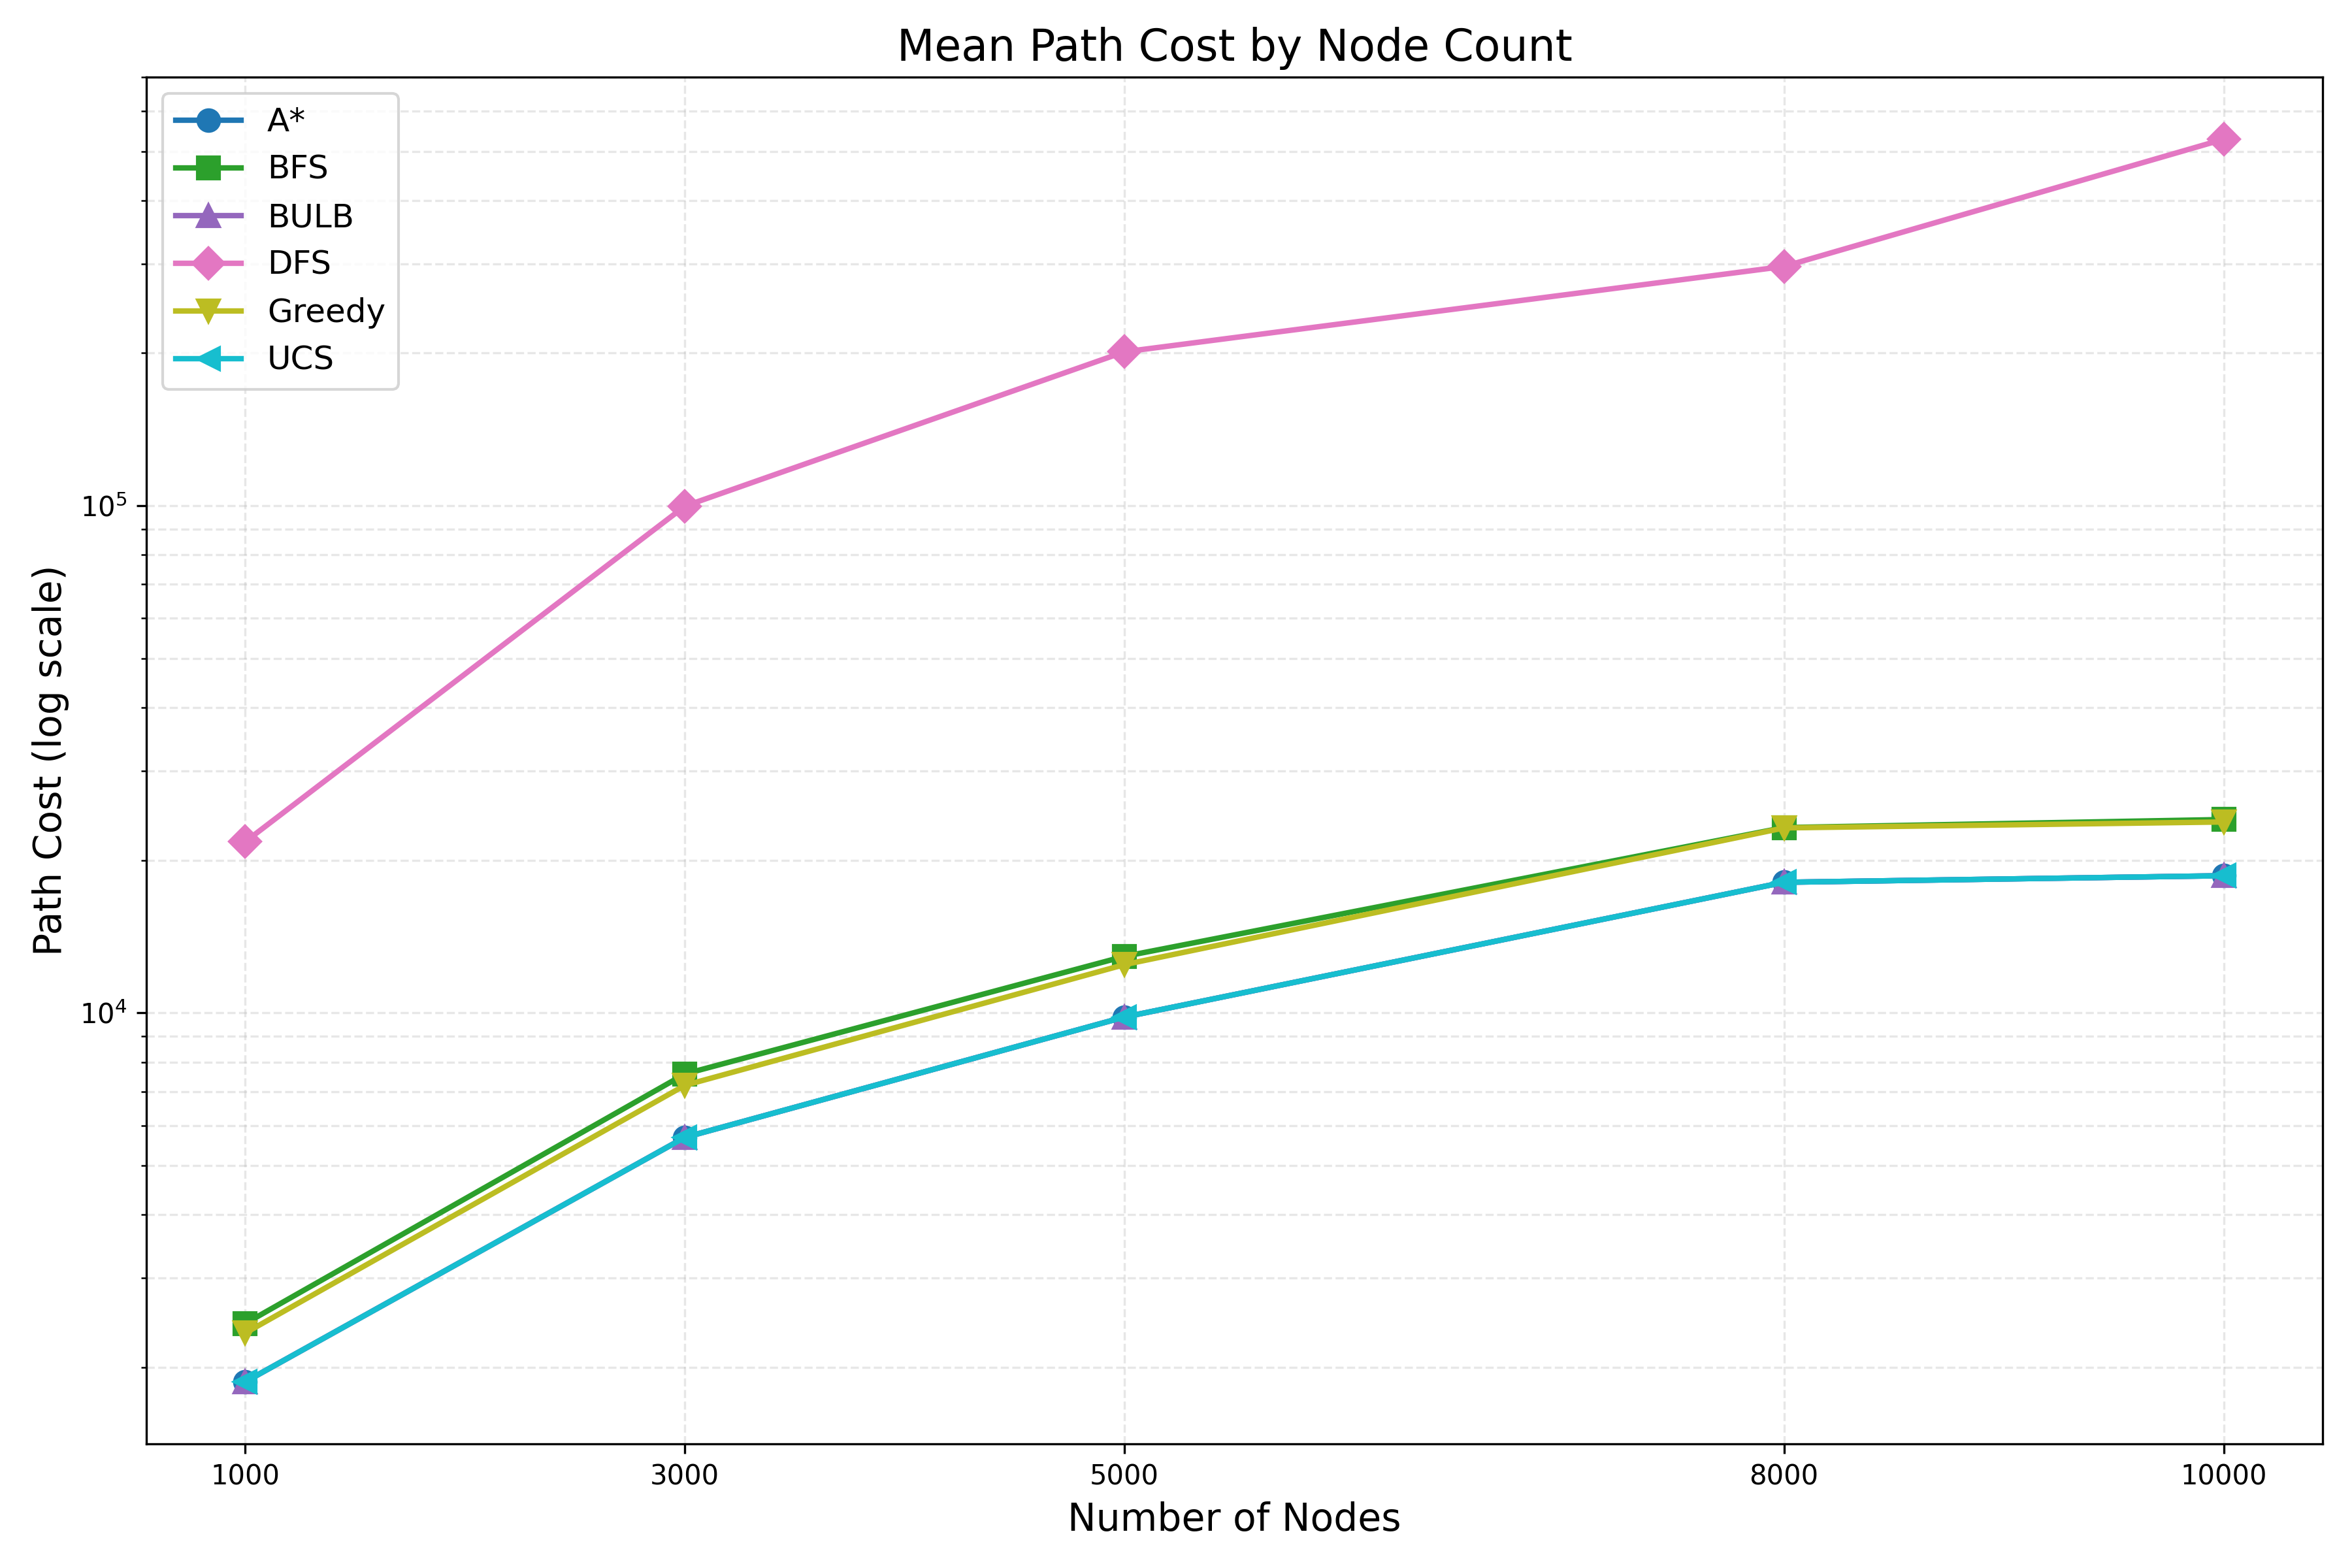 Mean Path Cost by Node Count
A*
BFS
BULB
DFS
Greedy
UCS
Path Cost (log scale)
10⁵
10⁴
1000 3000 5000 8000 10000
Number of Nodes